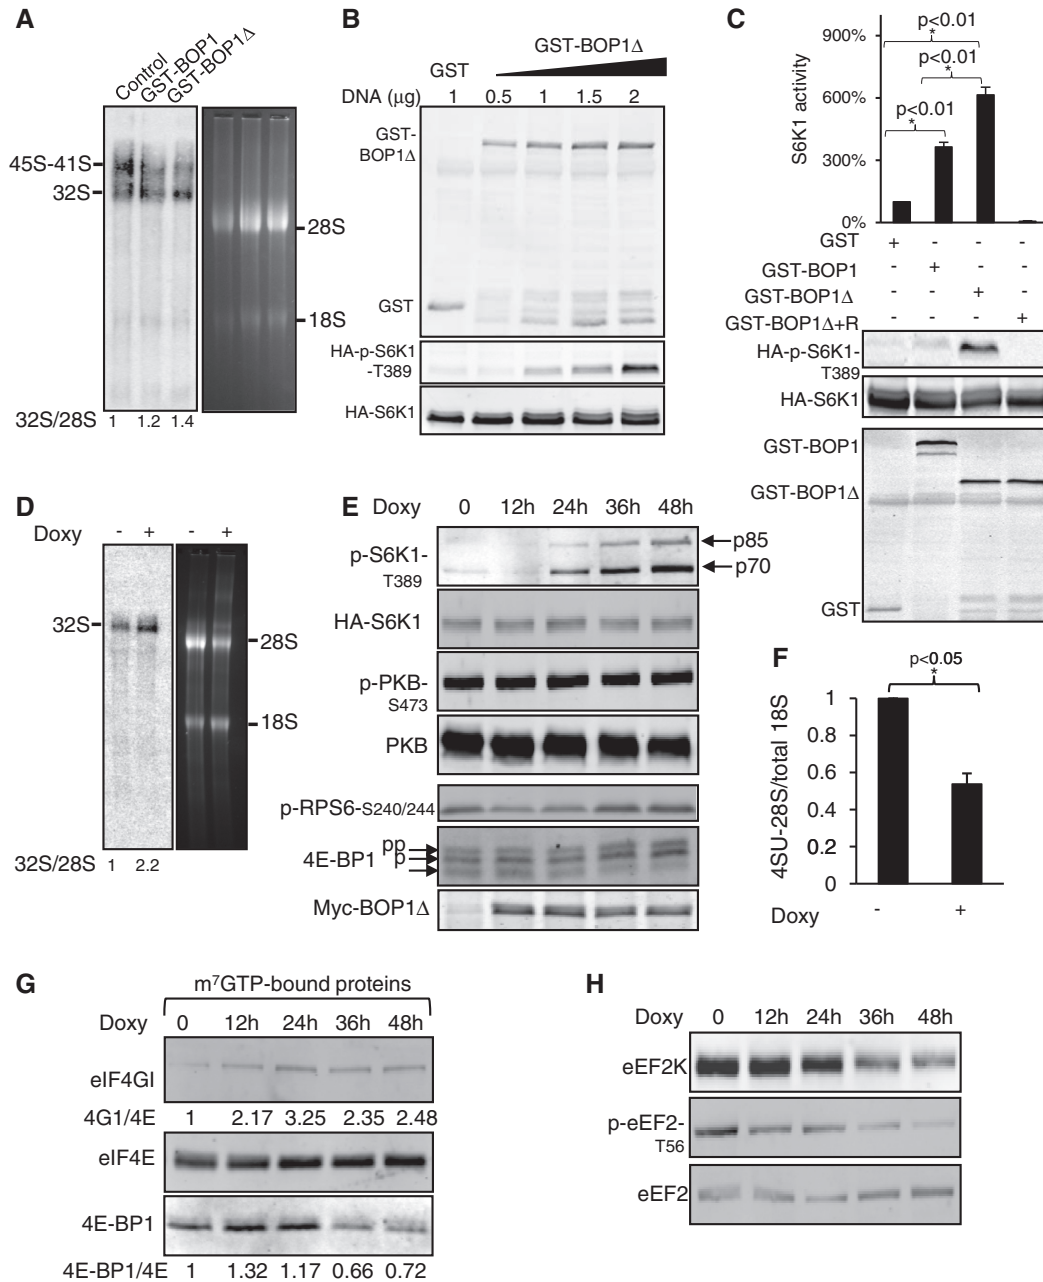 A
Control
GST-BOP1
GST-BOP1Δ
45S-41S
32S
28S
18S
32S/28S 1 1.2 1.4
B
GST-BOP1Δ
GST
DNA (μg) 1 0.5 1 1.5 2
GST-
BOP1Δ
GST
HA-p-S6K1
-T389
HA-S6K1
C
S6K1 activity
900%
600%
300%
0%
p<0.01
*
p<0.01
*
p<0.01
*
GST + - - -
GST-BOP1 - + - -
GST-BOP1Δ - - + -
GST-BOP1Δ+R - - - +
HA-p-S6K1-
T389
HA-S6K1
GST-BOP1
GST-BOP1Δ
GST
D
Doxy - + - +
32S
28S
18S
32S/28S 1 2.2
E
Doxy 0 12h 24h 36h 48h
p-S6K1-
T389
p85
p70
HA-S6K1
p-PKB-
S473
PKB
p-RPS6-S240/244
4E-BP1
pp
p
Myc-BOP1Δ
F
p<0.05
*
4SU-28S/total 18S
1
0.8
0.6
0.4
0.2
0
Doxy - +
G
m⁷GTP-bound proteins
Doxy 0 12h 24h 36h 48h
eIF4GI
4G1/4E 1 2.17 3.25 2.35 2.48
eIF4E
4E-BP1
4E-BP1/4E 1 1.32 1.17 0.66 0.72
H
Doxy 0 12h 24h 36h 48h
eEF2K
p-eEF2-
T56
eEF2